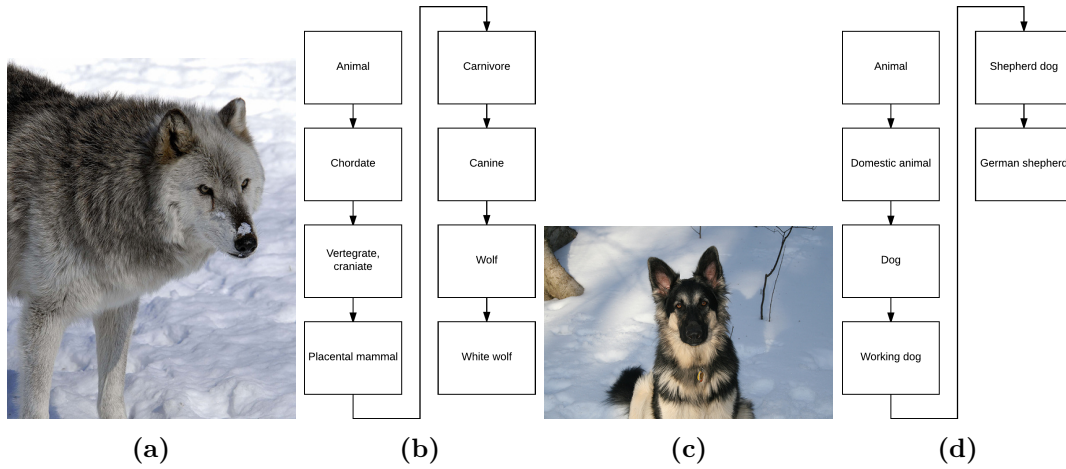 Animal
Chordate
Vertegrate,
craniate
Placental mammal
Carnivore
Canine
Wolf
White wolf
Animal
Domestic animal
Dog
Working dog
Shepherd dog
German shepherd
(a)
(b)
(c)
(d)